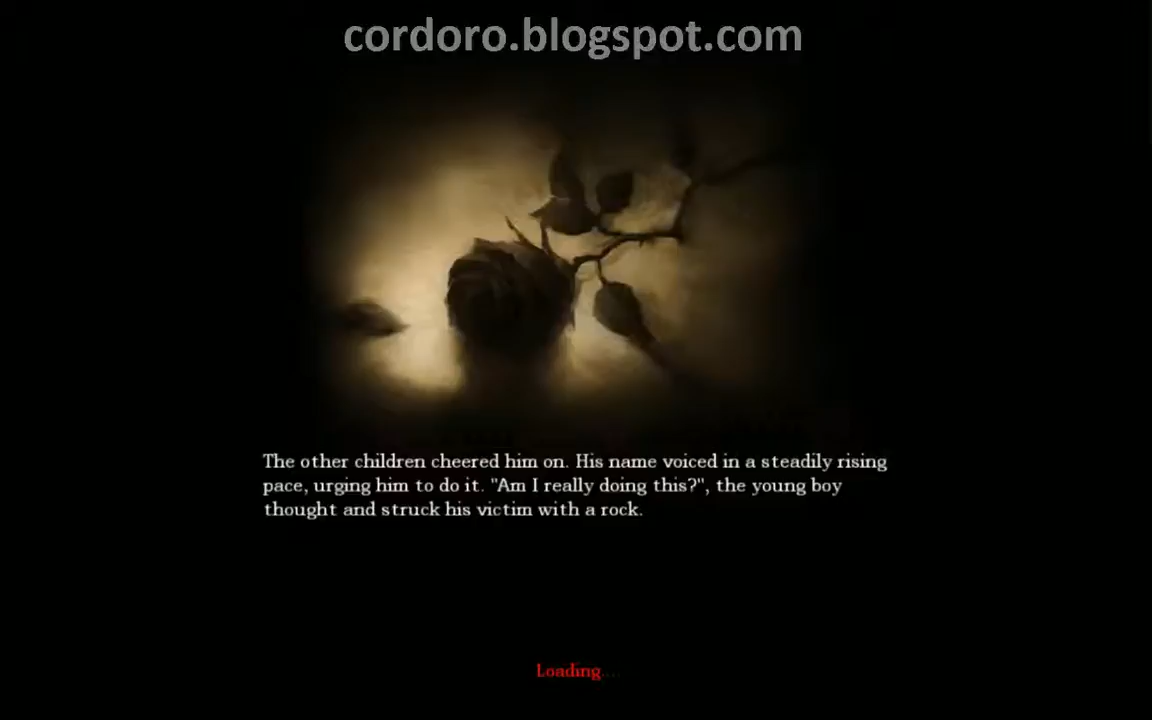 cordoro.blogspot.com
The other children cheered him on. His name voiced in a steadily rising
pace, urging him to do it. "Am I really doing this?", the young boy
thought and struck his victim with a rock.
Loading....